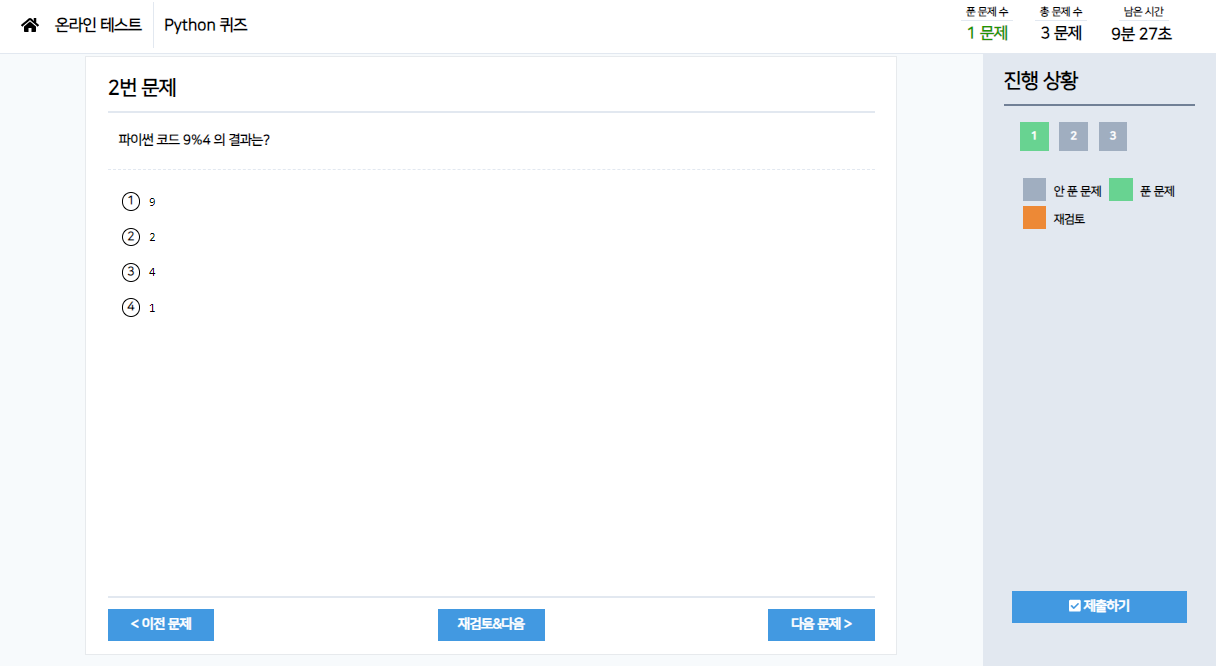 온라인 테스트
Python 퀴즈
푼 문제 수
1 문제
총 문제 수
3 문제
남은 시간
9분 27초
2번 문제
파이썬 코드 9%4 의 결과는?
1 9
2 2
3 4
4 1
< 이전 문제
재검토&다음
다음 문제 >
진행 상황
1 2 3
안 푼 문제 푼 문제
재검토
제출하기